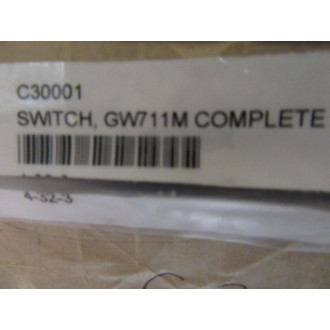 C30001
SWITCH, GW711M COMPLETE
4-32-3